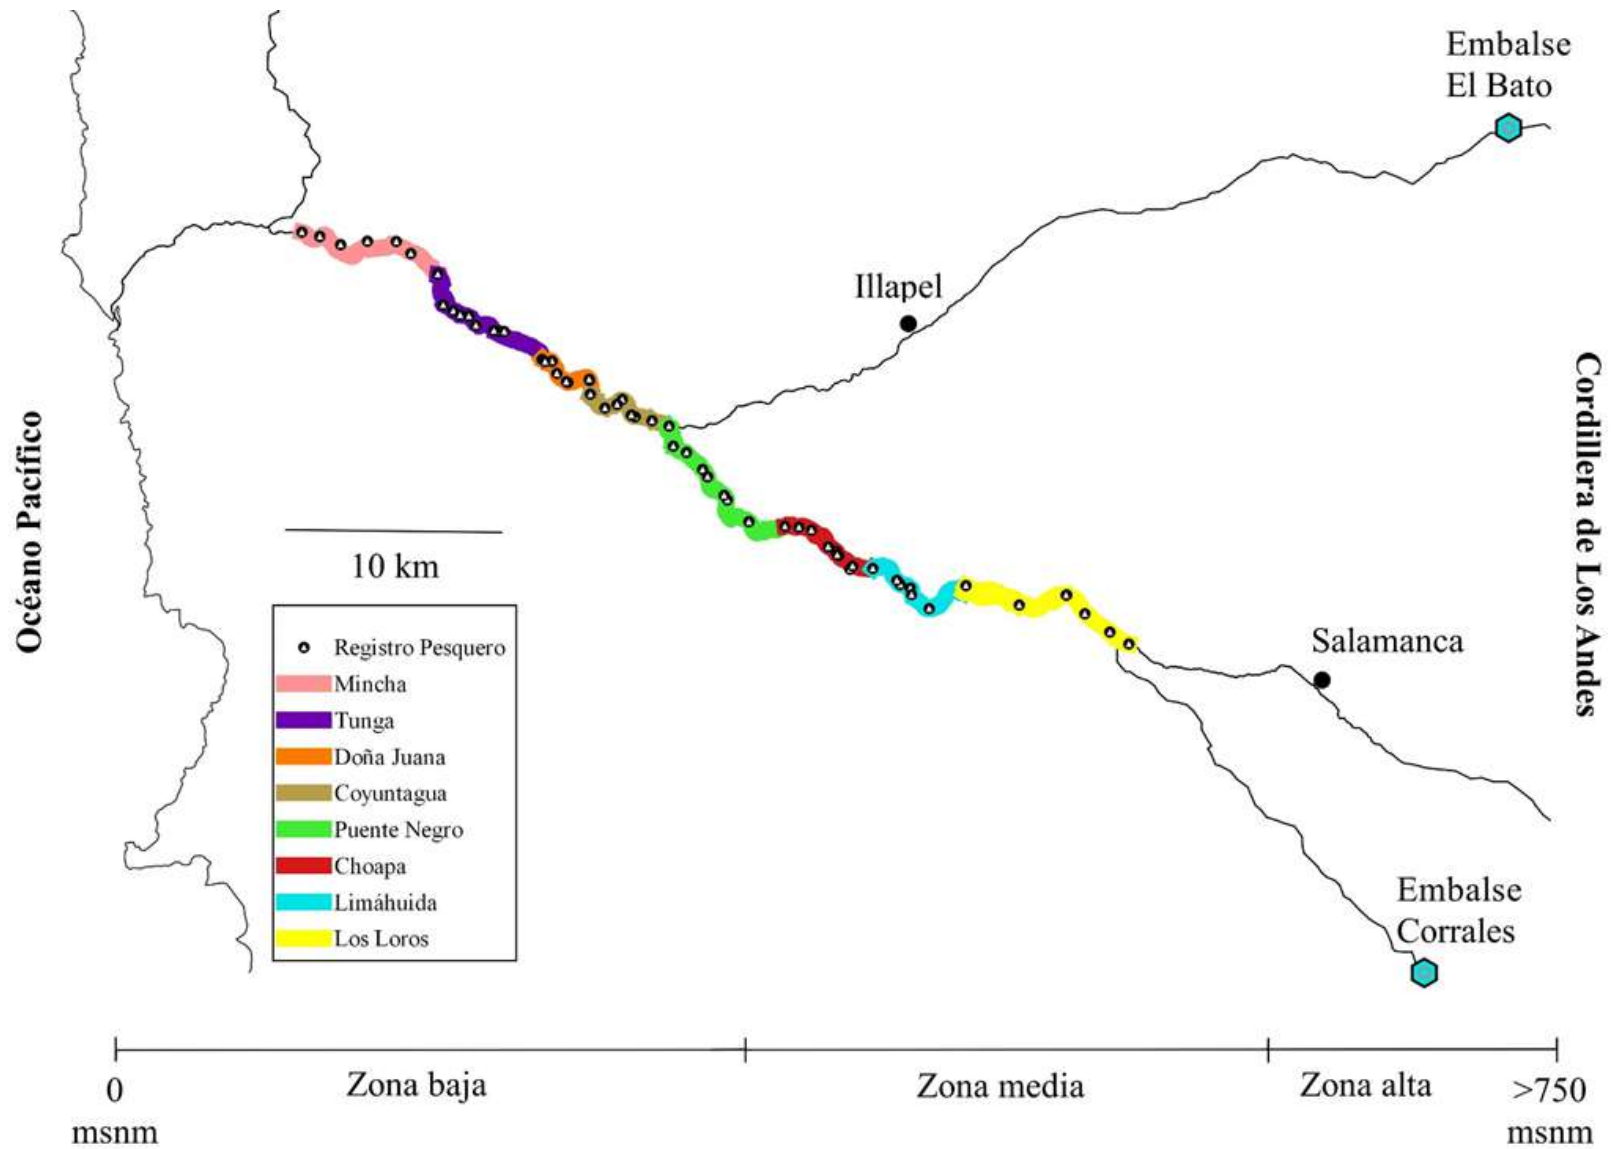 Embalse
El Bato
Illapel
Océano Pacífico
Cordillera de Los Andes
10 km
Registro Pesquero
Mincha
Tunga
Doña Juana
Coyuntagua
Puente Negro
Choapa
Limáhuida
Los Loros
Salamanca
Embalse
Corrales
0
msnm
Zona baja
Zona media
Zona alta
>750
msnm